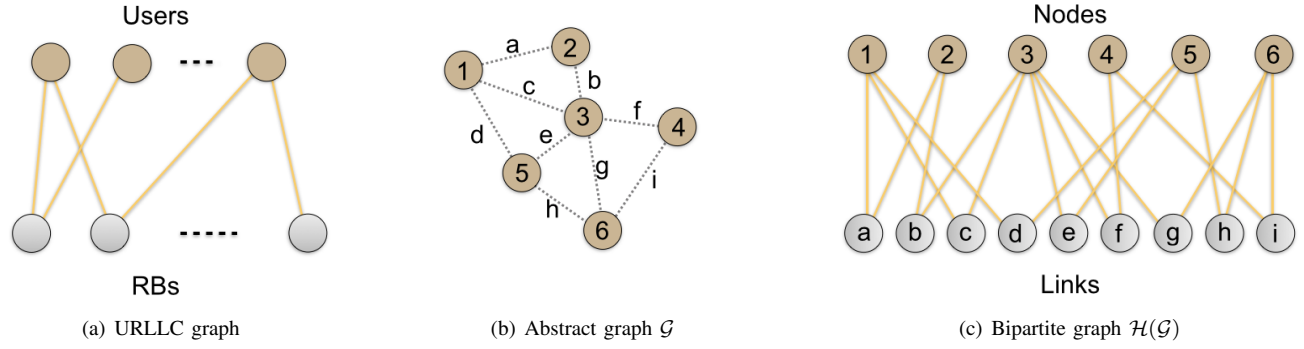 Users
RBs
(a) URLLC graph
a
2
1
b
c
3
f
4
d
e
5
g
i
h
6
(b) Abstract graph 𝒢
Nodes
1 2 3 4 5 6
a b c d e f g h i
Links
(c) Bipartite graph ℋ(𝒢)